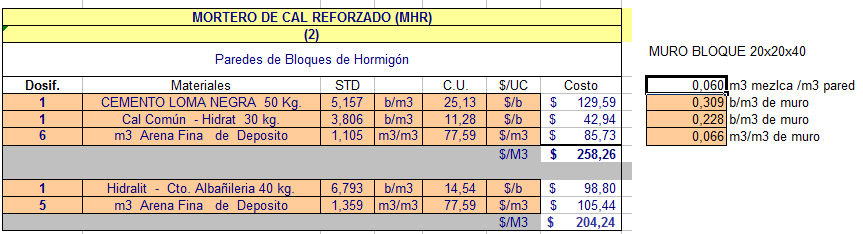 MORTERO DE CAL REFORZADO (MHR)
(2)
Paredes de Bloques de Hormigón
MURO BLOQUE 20x20x40
Dosif. Materiales STD C.U. $/UC Costo
0,060 m3 mezlca /m3 pared
1 CEMENTO LOMA NEGRA 50 Kg. 5,157 b/m3 25,13 $/b $ 129,59
0,309 b/m3 de muro
1 Cal Común - Hidrat 30 kg. 3,806 b/m3 11,28 $/b $ 42,94
0,228 b/m3 de muro
6 m3 Arena Fina de Deposito 1,105 m3/m3 77,59 $/m3 $ 85,73
0,066 m3/m3 de muro
$/M3 $ 258,26
1 Hidralit - Cto. Albañileria 40 kg. 6,793 b/m3 14,54 $/b $ 98,80
5 m3 Arena Fina de Deposito 1,359 m3/m3 77,59 $/m3 $ 105,44
$/M3 $ 204,24